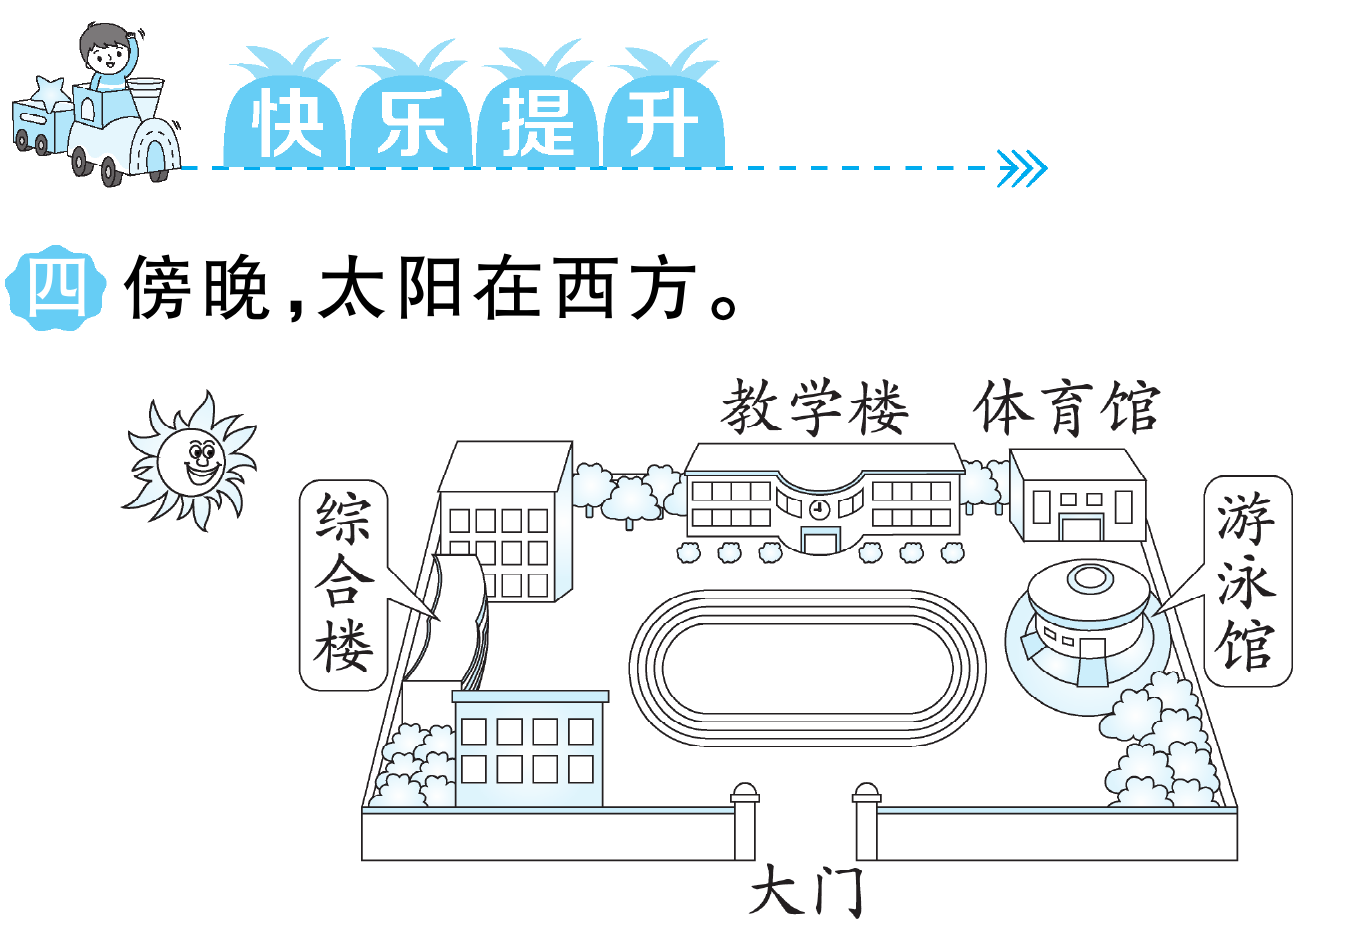 快乐提升
四 傍晚,太阳在西方。
教学楼 体育馆
综合楼
游泳馆
大门